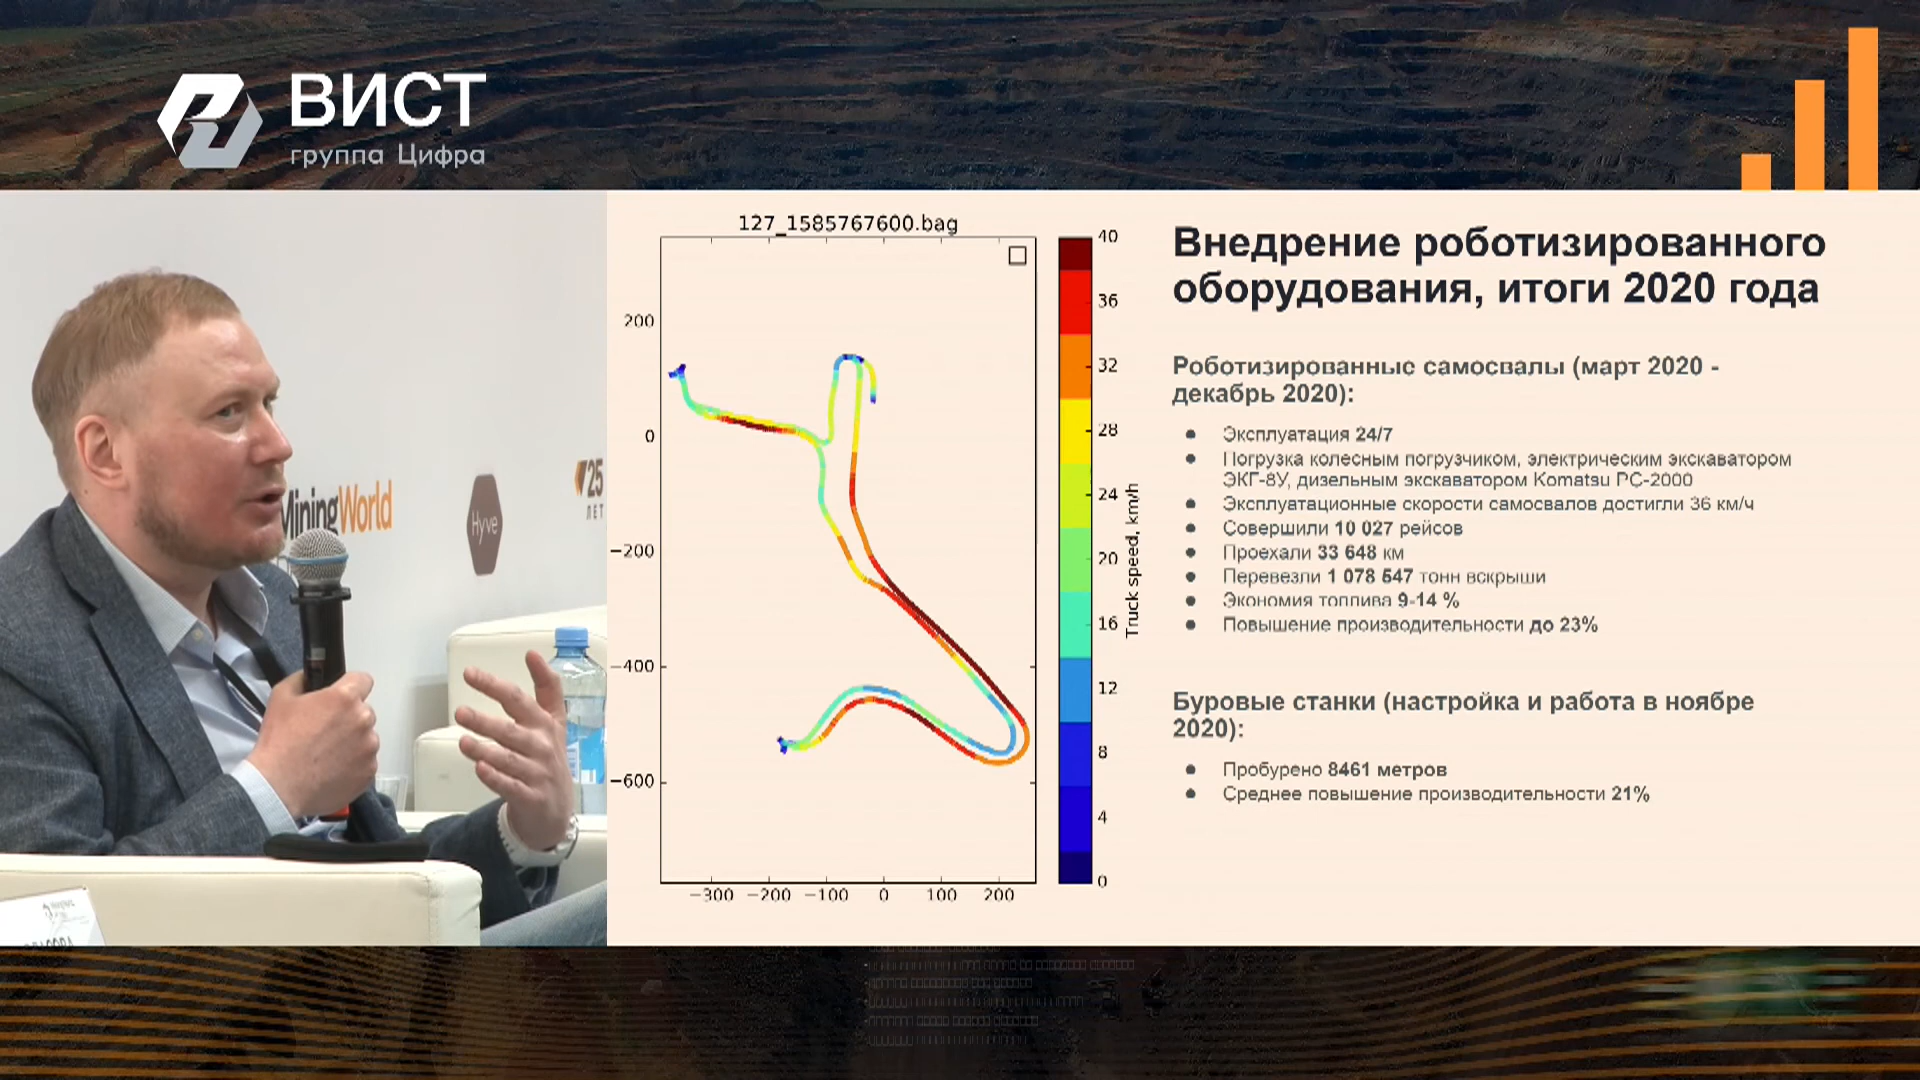 ВИСТ
группа Цифра
MiningWorld
Hyve
25
ЛЕТ
127_1585767600.bag
200
0
−200
−400
−600
−300 −200 −100 0 100 200
40
36
32
28
24
20
16
12
8
4
0
Truck speed, km/h
Внедрение роботизированного
оборудования, итоги 2020 года
Роботизированные самосвалы (март 2020 -
декабрь 2020):
● Эксплуатация 24/7
● Погрузка колесным погрузчиком, электрическим экскаватором
ЭКГ-8У, дизельным экскаватором Komatsu PC-2000
● Эксплуатационные скорости самосвалов достигли 36 км/ч
● Совершили 10 027 рейсов
● Проехали 33 648 км
● Перевезли 1 078 547 тонн вскрыши
● Экономия топлива 9-14 %
● Повышение производительности до 23%
Буровые станки (настройка и работа в ноябре
2020):
● Пробурено 8461 метров
● Среднее повышение производительности 21%